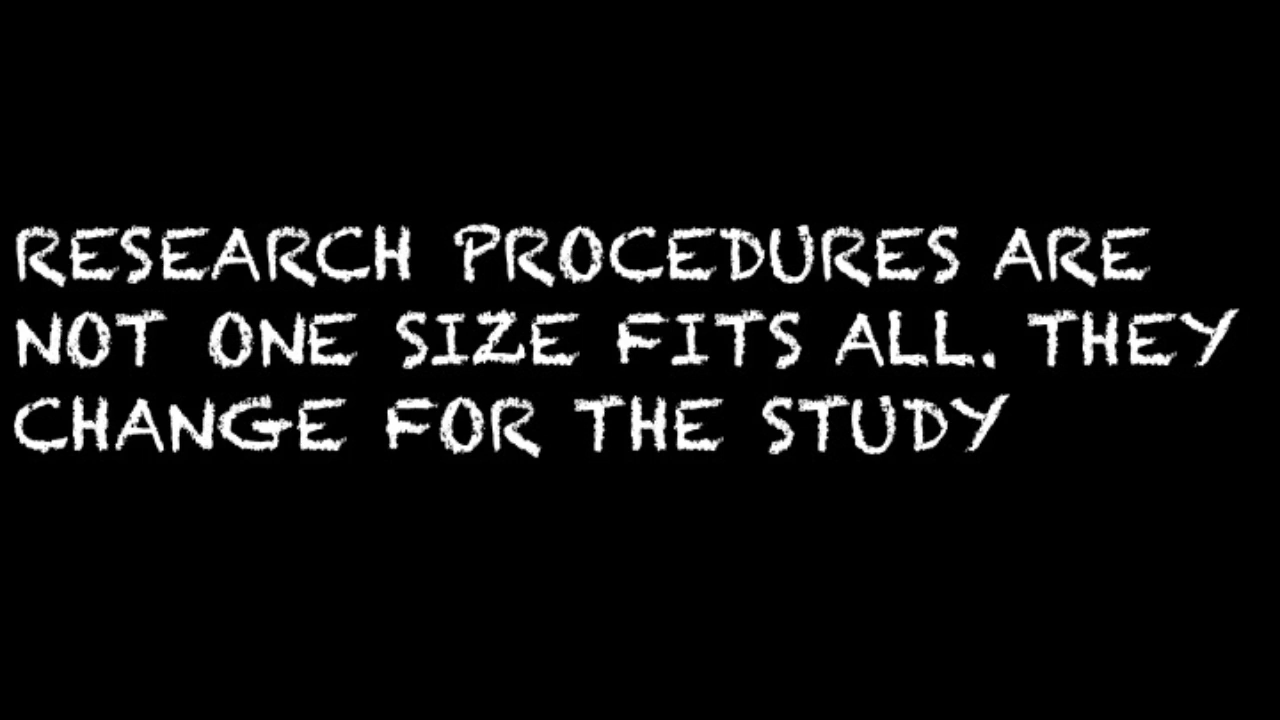 RESEARCH PROCEDURES ARE
NOT ONE SIZE FITS ALL. THEY
CHANGE FOR THE STUDY